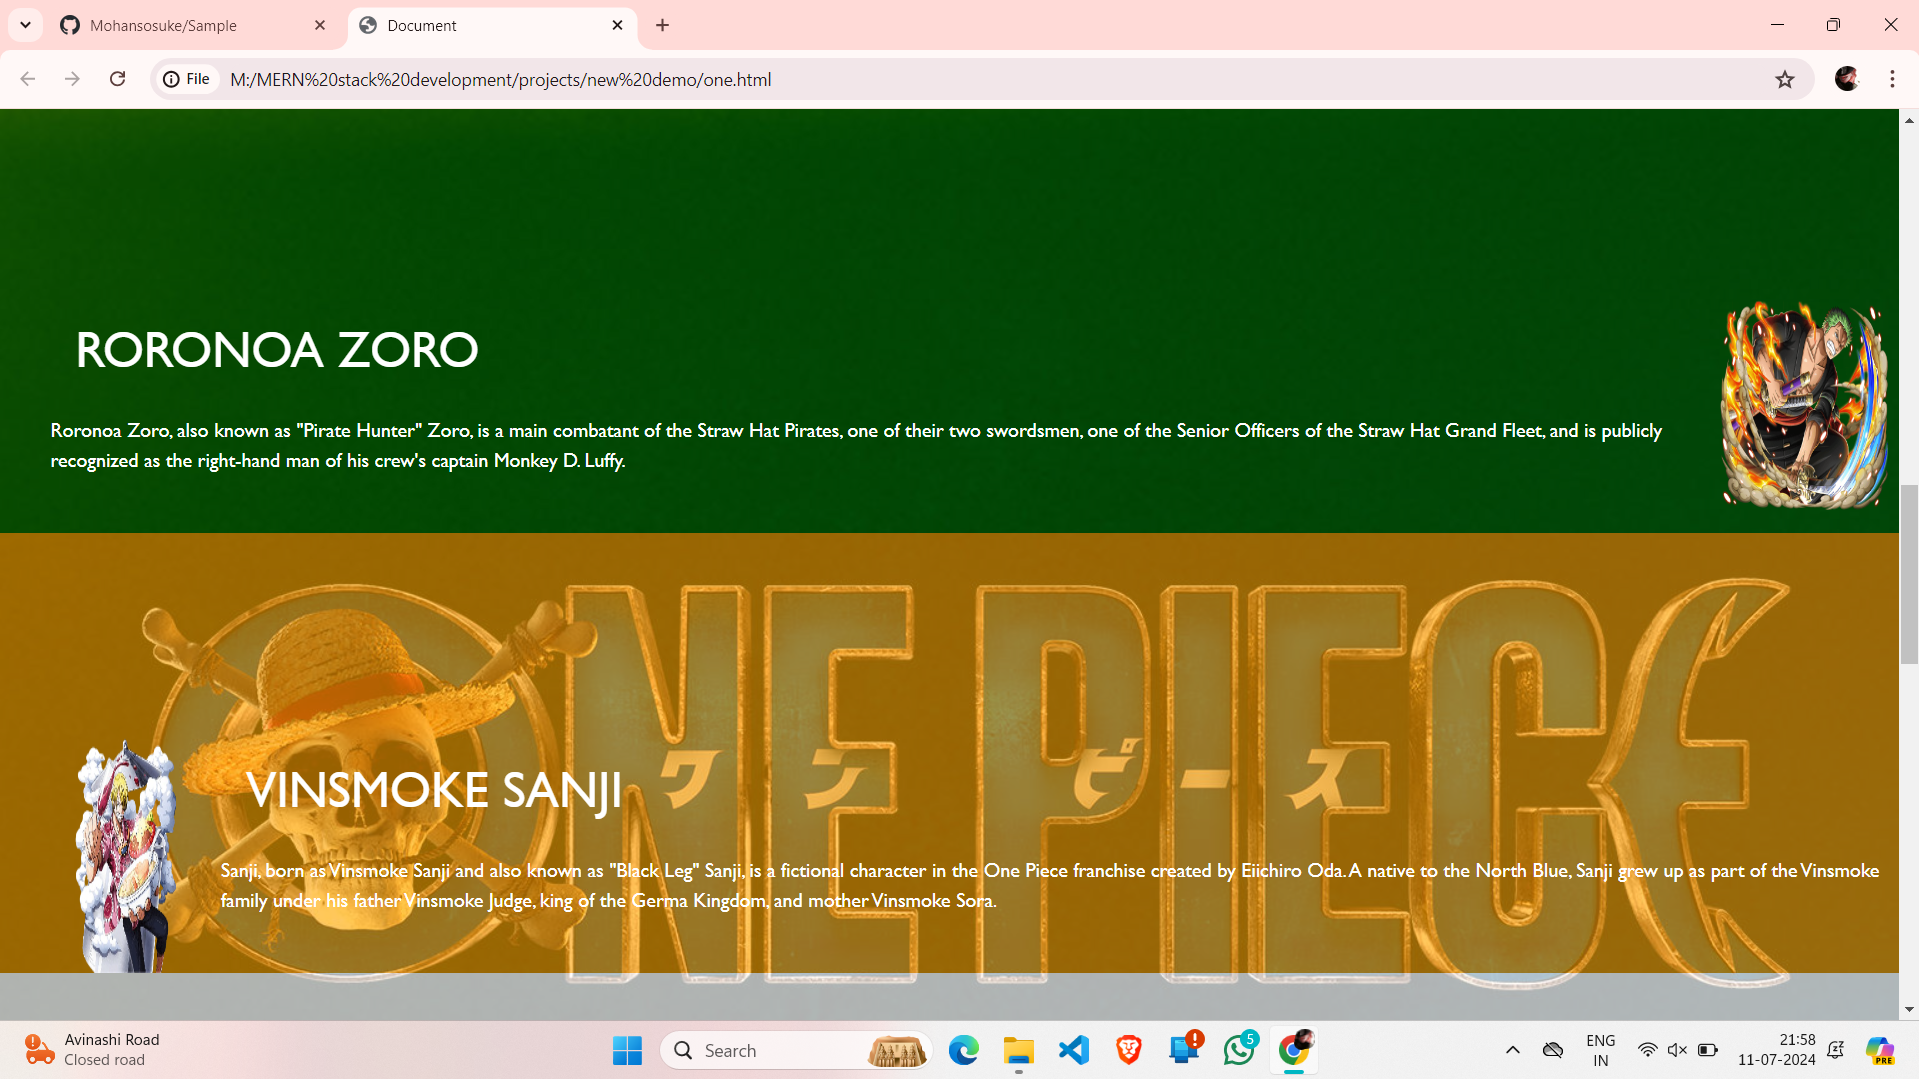 Mohansosuke/Sample
Document
File
M:/MERN%20stack%20development/projects/new%20demo/one.html
RORONOA ZORO
Roronoa Zoro, also known as "Pirate Hunter" Zoro, is a main combatant of the Straw Hat Pirates, one of their two swordsmen, one of the Senior Officers of the Straw Hat Grand Fleet, and is publicly
recognized as the right-hand man of his crew's captain Monkey D. Luffy.
ONE PIECE
ワンピース
VINSMOKE SANJI
Sanji, born as Vinsmoke Sanji and also known as "Black Leg" Sanji, is a fictional character in the One Piece franchise created by Eiichiro Oda. A native to the North Blue, Sanji grew up as part of the Vinsmoke
family under his father Vinsmoke Judge, king of the Germa Kingdom, and mother Vinsmoke Sora.
Avinashi Road
Closed road
Search
5
ENG
IN
21:58
11-07-2024
PRE